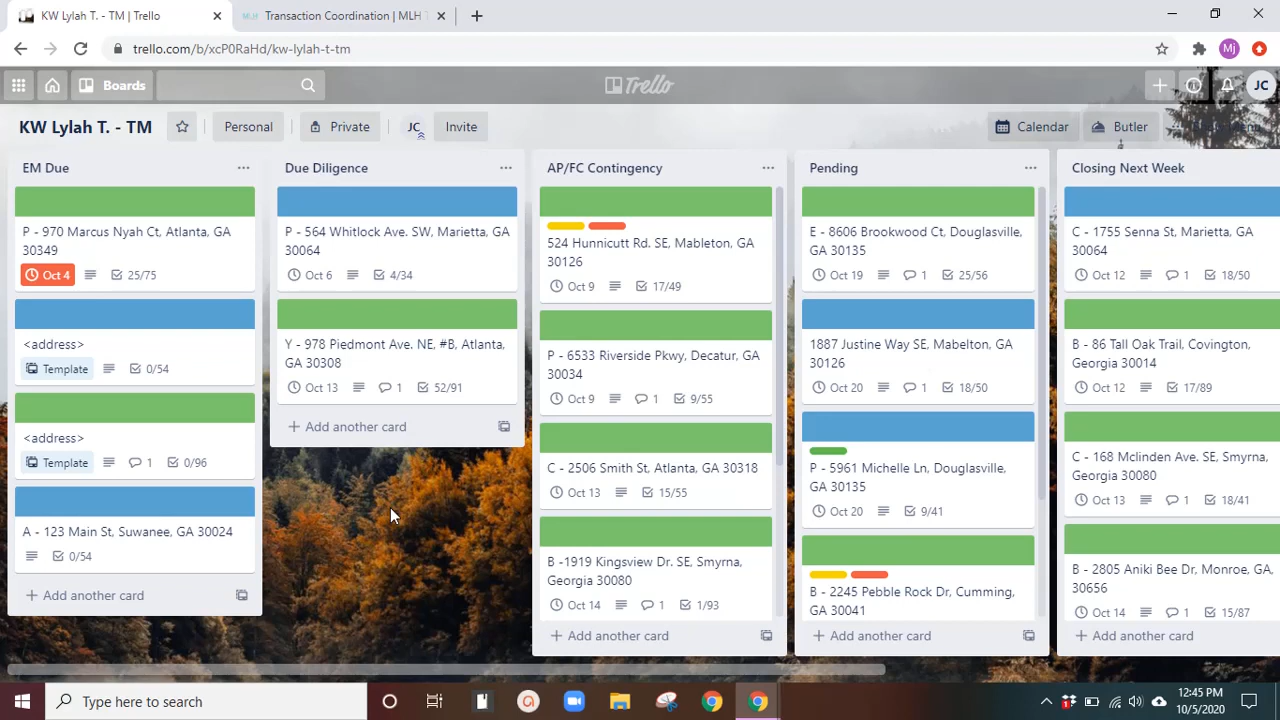 KW Lylah T. - TM | Trello
Transaction Coordination | MLH T
trello.com/b/xcP0RaHd/kw-lylah-t-tm
Mj
Boards
Trello
JC
KW Lylah T. - TM
Personal
Private
JC
Invite
Calendar
Butler
Show Menu
EM Due
P - 970 Marcus Nyah Ct, Atlanta, GA
30349
Oct 4
25/75
<address>
Template
0/54
<address>
Template
1
0/96
A - 123 Main St, Suwanee, GA 30024
0/54
+ Add another card
Due Diligence
P - 564 Whitlock Ave. SW, Marietta, GA
30064
Oct 6
4/34
Y - 978 Piedmont Ave. NE, #B, Atlanta,
GA 30308
Oct 13
1
52/91
+ Add another card
AP/FC Contingency
524 Hunnicutt Rd. SE, Mableton, GA
30126
Oct 9
17/49
P - 6533 Riverside Pkwy, Decatur, GA
30034
Oct 9
1
9/55
C - 2506 Smith St, Atlanta, GA 30318
Oct 13
15/55
B -1919 Kingsview Dr. SE, Smyrna,
Georgia 30080
Oct 14
1
1/93
+ Add another card
Pending
E - 8606 Brookwood Ct, Douglasville,
GA 30135
Oct 19
1
25/56
1887 Justine Way SE, Mabelton, GA
30126
Oct 20
1
18/50
P - 5961 Michelle Ln, Douglasville,
GA 30135
Oct 20
9/41
B - 2245 Pebble Rock Dr, Cumming,
GA 30041
+ Add another card
Closing Next Week
C - 1755 Senna St, Marietta, GA
30064
Oct 12
1
18/50
B - 86 Tall Oak Trail, Covington,
Georgia 30014
Oct 12
17/89
C - 168 Mclinden Ave. SE, Smyrna,
Georgia 30080
Oct 13
1
18/41
B - 2805 Aniki Bee Dr, Monroe, GA,
30656
Oct 14
1
15/87
+ Add another card
Type here to search
12:45 PM
10/5/2020